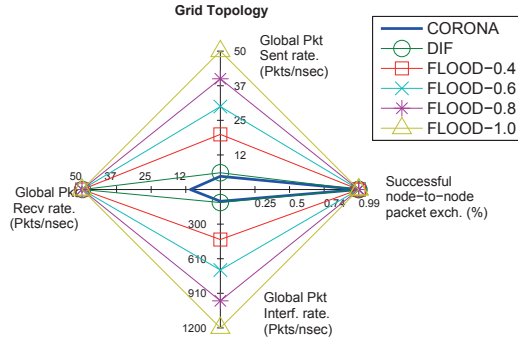 Grid Topology
CORONA
DIF
FLOOD−0.4
FLOOD−0.6
FLOOD−0.8
FLOOD−1.0
Global Pkt
Sent rate.
(Pkts/nsec)
50
37
25
12
50
37
25
12
Global Pkt
Recv rate.
(Pkts/nsec)
0.25
0.5
0.74
0.99
Successful
node−to−node
packet exch. (%)
300
610
910
1200
Global Pkt
Interf. rate.
(Pkts/nsec)